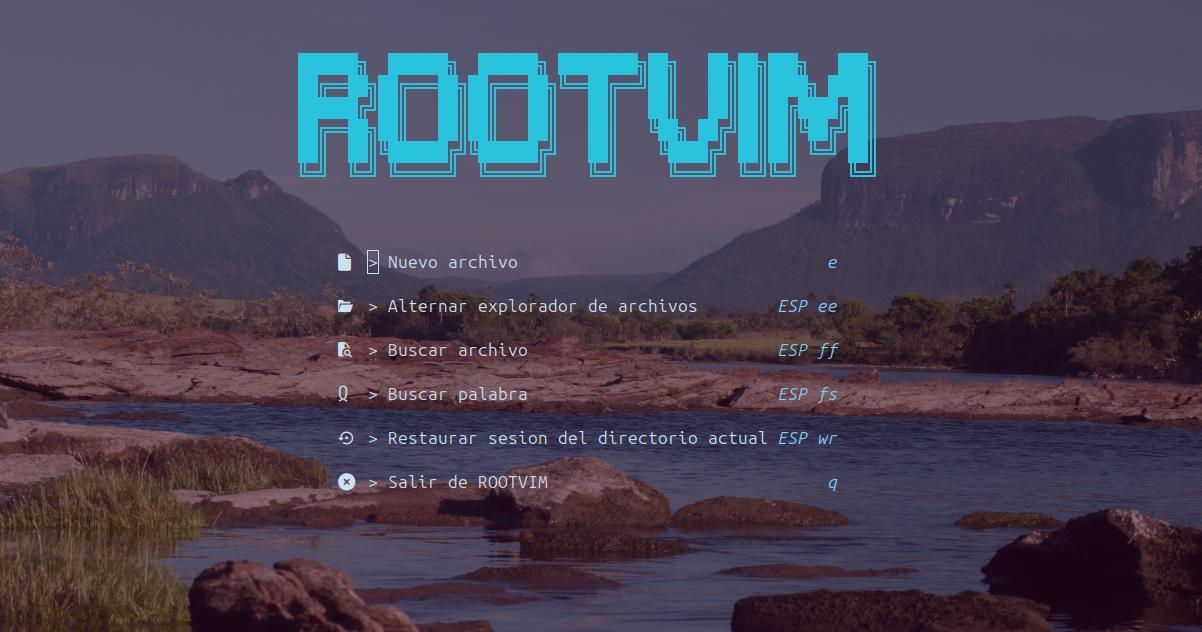 ROOTVIM
> Nuevo archivo e
> Alternar explorador de archivos ESP ee
> Buscar archivo ESP ff
> Buscar palabra ESP fs
> Restaurar sesion del directorio actual ESP wr
> Salir de ROOTVIM q